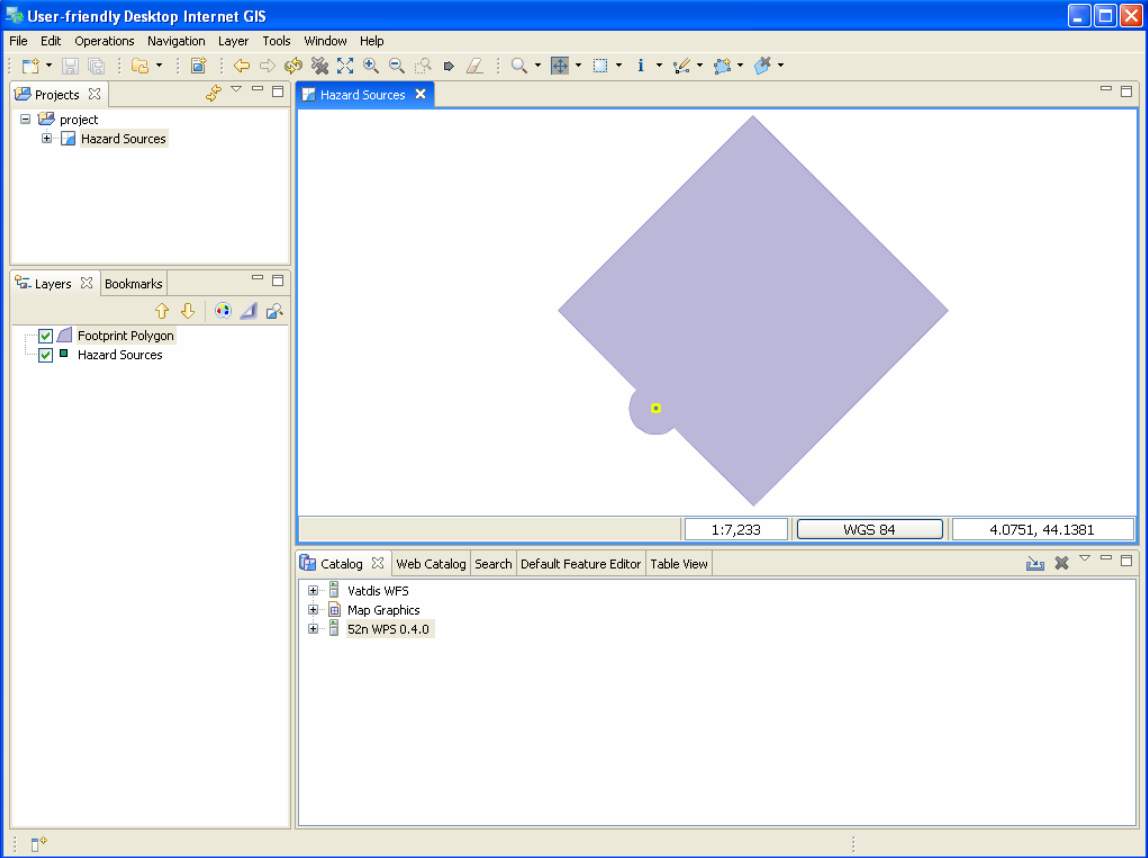 User-friendly Desktop Internet GIS
File Edit Operations Navigation Layer Tools Window Help
Projects
project
Hazard Sources
Layers Bookmarks
Footprint Polygon
Hazard Sources
Hazard Sources
1:7,233 WGS 84 4.0751, 44.1381
Catalog Web Catalog Search Default Feature Editor Table View
Vatdis WFS
Map Graphics
52n WPS 0.4.0